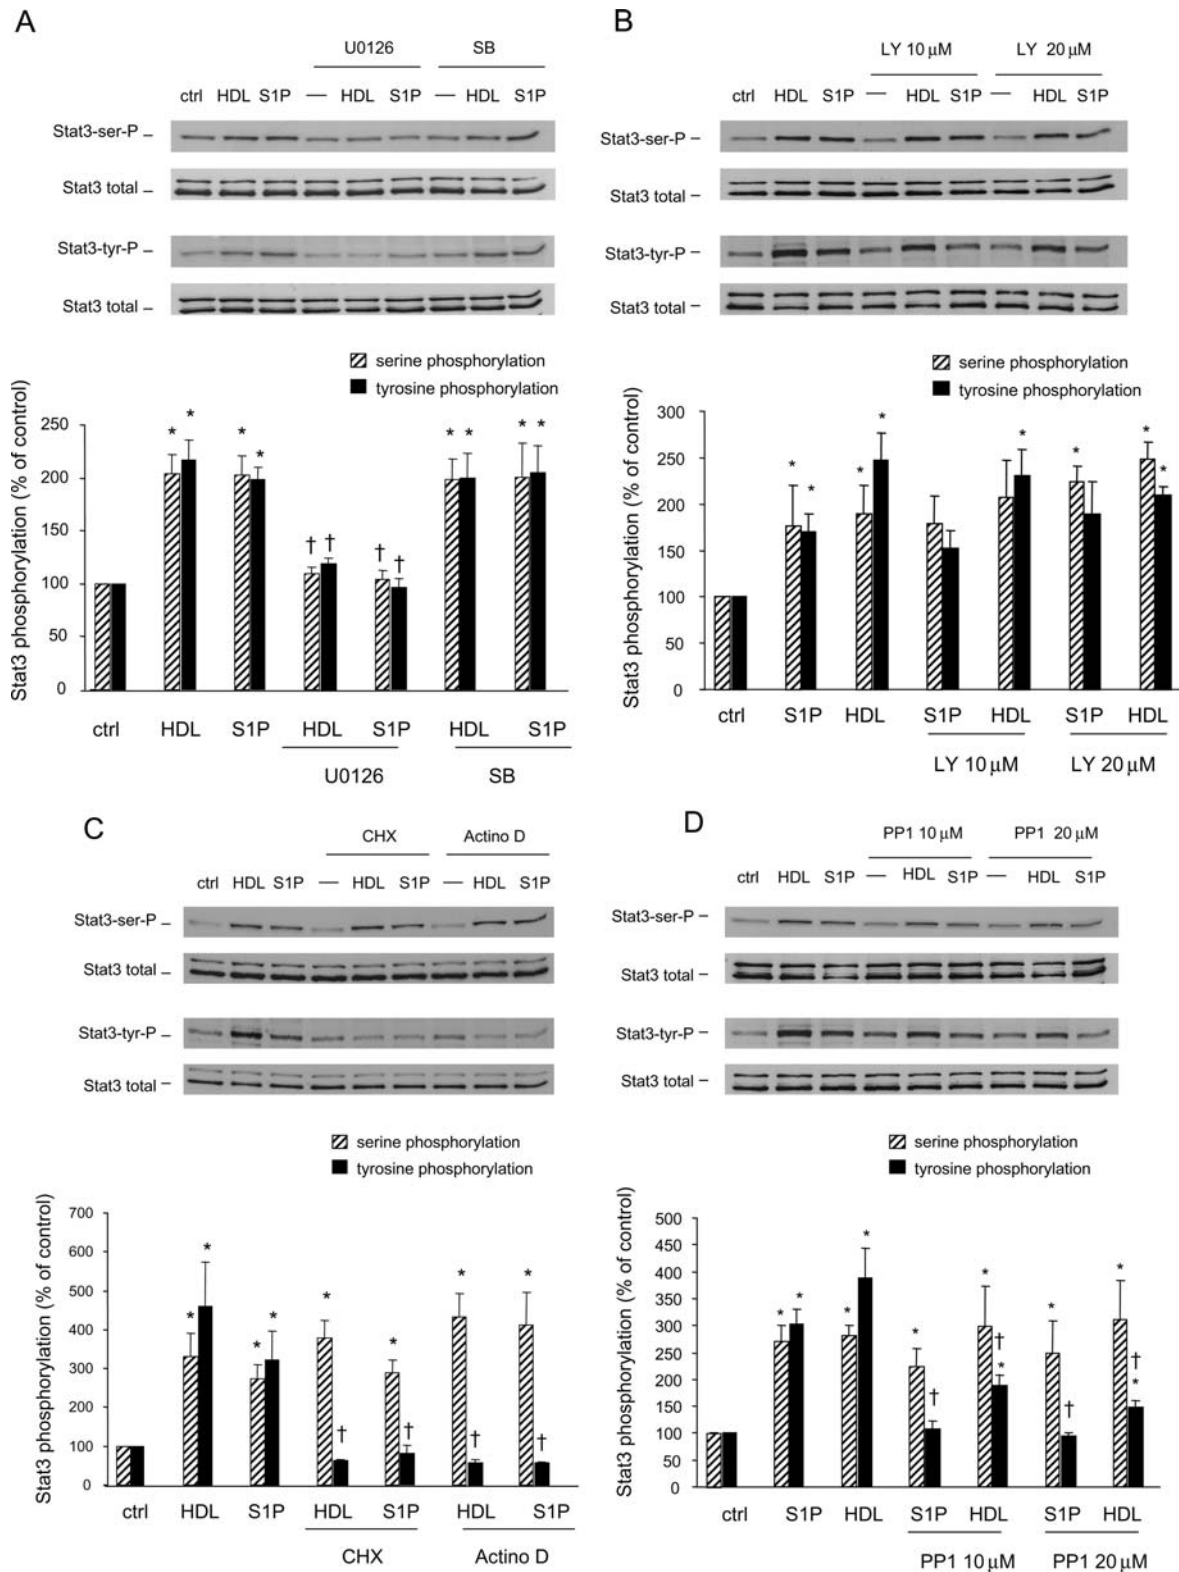 A
U0126 SB
ctrl HDL S1P — HDL S1P — HDL S1P
Stat3-ser-P –
Stat3 total –
Stat3-tyr-P –
Stat3 total –
serine phosphorylation
tyrosine phosphorylation
Stat3 phosphorylation (% of control)
250
200
150
100
50
0
* * * * † † † † * * * *
ctrl HDL S1P HDL S1P HDL S1P
U0126 SB
B
LY 10 µM LY 20 µM
ctrl HDL S1P — HDL S1P — HDL S1P
Stat3-ser-P –
Stat3 total –
Stat3-tyr-P –
Stat3 total –
serine phosphorylation
tyrosine phosphorylation
Stat3 phosphorylation (% of control)
300
250
200
150
100
50
0
* * * * * * * *
ctrl S1P HDL S1P HDL S1P HDL
LY 10 µM LY 20 µM
C
CHX Actino D
ctrl HDL S1P — HDL S1P — HDL S1P
Stat3-ser-P –
Stat3 total –
Stat3-tyr-P –
Stat3 total –
serine phosphorylation
tyrosine phosphorylation
Stat3 phosphorylation (% of control)
700
600
500
400
300
200
100
0
* * * * * † * † * † * †
ctrl HDL S1P HDL S1P HDL S1P
CHX Actino D
D
PP1 10 µM PP1 20 µM
ctrl HDL S1P — HDL S1P — HDL S1P
Stat3-ser-P –
Stat3 total –
Stat3-tyr-P –
Stat3 total –
serine phosphorylation
tyrosine phosphorylation
Stat3 phosphorylation (% of control)
500
450
400
350
300
250
200
150
100
50
0
* * * * * † * † * * † * † *
ctrl S1P HDL S1P HDL S1P HDL
PP1 10 µM PP1 20 µM